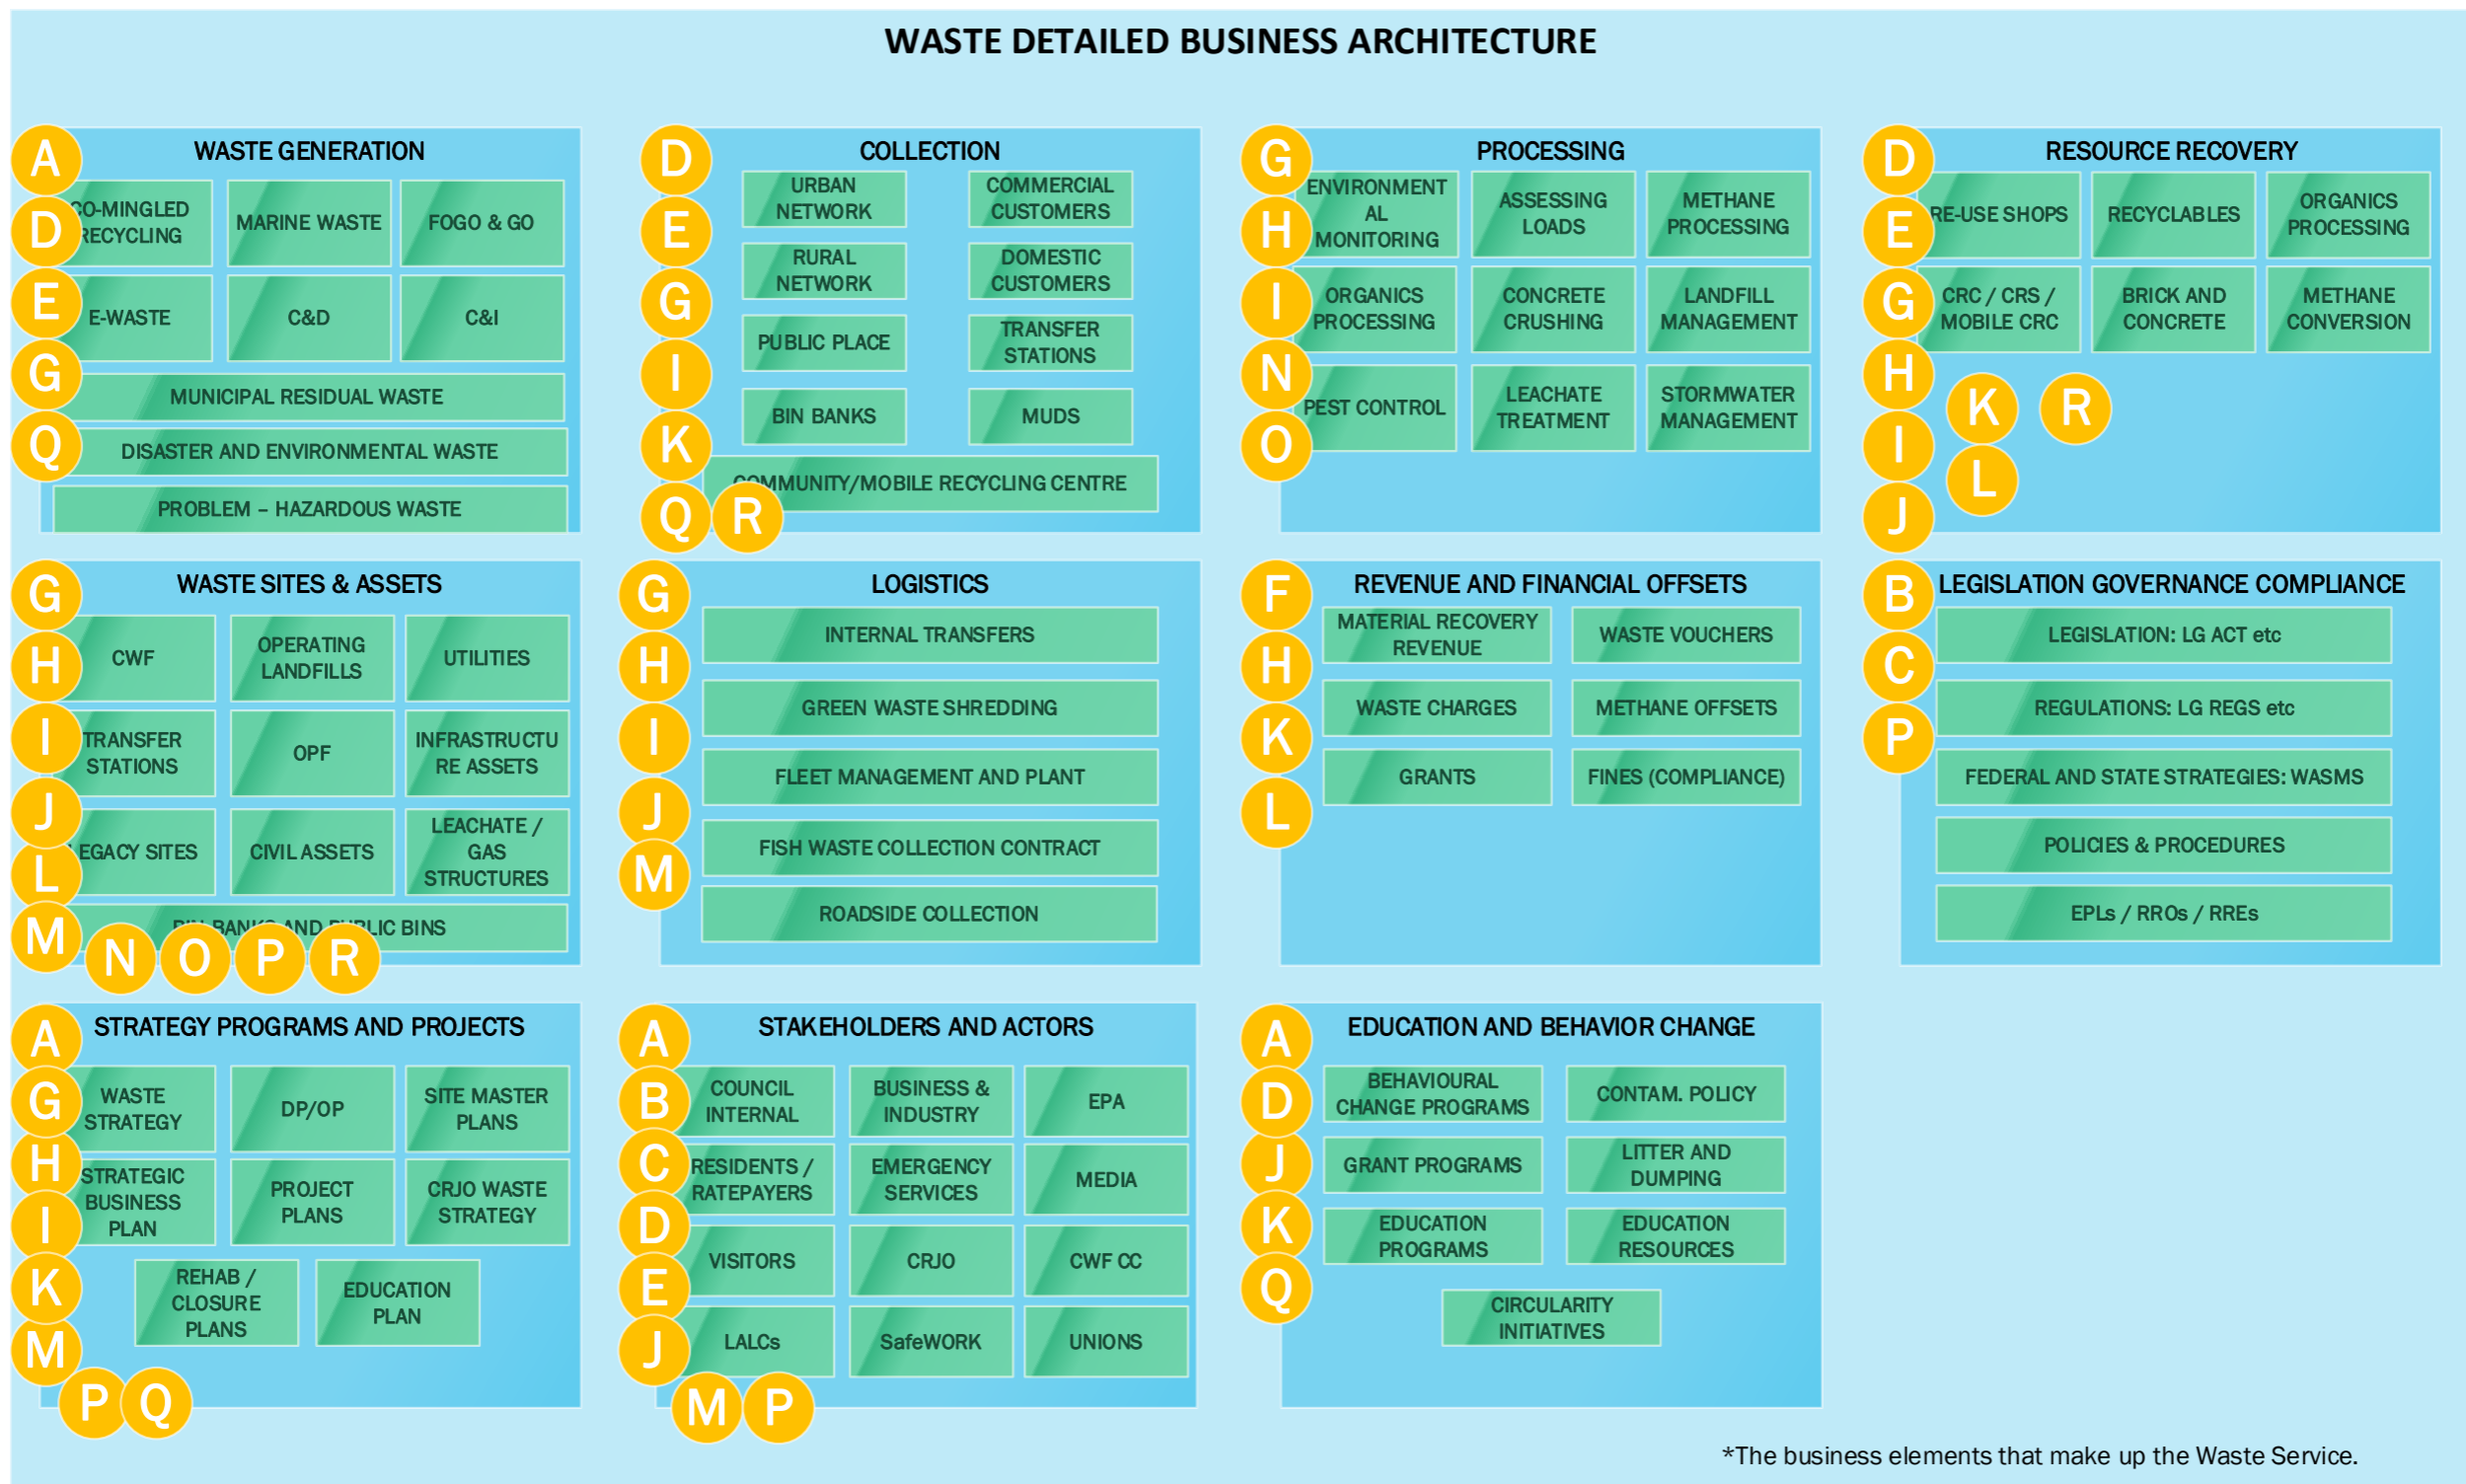 WASTE DETAILED BUSINESS ARCHITECTURE
A
D
E
G
Q
WASTE GENERATION
CO-MINGLED
RECYCLING
MARINE WASTE
FOGO & GO
E-WASTE
C&D
C&I
MUNICIPAL RESIDUAL WASTE
DISASTER AND ENVIRONMENTAL WASTE
PROBLEM – HAZARDOUS WASTE
D
E
G
I
K
Q
R
COLLECTION
URBAN
NETWORK
COMMERCIAL
CUSTOMERS
RURAL
NETWORK
DOMESTIC
CUSTOMERS
PUBLIC PLACE
TRANSFER
STATIONS
BIN BANKS
MUDS
COMMUNITY/MOBILE RECYCLING CENTRE
G
H
I
N
O
PROCESSING
ENVIRONMENT
AL
MONITORING
ASSESSING
LOADS
METHANE
PROCESSING
ORGANICS
PROCESSING
CONCRETE
CRUSHING
LANDFILL
MANAGEMENT
PEST CONTROL
LEACHATE
TREATMENT
STORMWATER
MANAGEMENT
D
E
G
H
I
J
K
R
L
RESOURCE RECOVERY
RE-USE SHOPS
RECYCLABLES
ORGANICS
PROCESSING
CRC / CRS /
MOBILE CRC
BRICK AND
CONCRETE
METHANE
CONVERSION
G
H
I
J
L
M
N
O
P
R
WASTE SITES & ASSETS
CWF
OPERATING
LANDFILLS
UTILITIES
TRANSFER
STATIONS
OPF
INFRASTRUCTU
RE ASSETS
LEGACY SITES
CIVIL ASSETS
LEACHATE /
GAS
STRUCTURES
BIN BANKS AND PUBLIC BINS
G
H
I
J
M
LOGISTICS
INTERNAL TRANSFERS
GREEN WASTE SHREDDING
FLEET MANAGEMENT AND PLANT
FISH WASTE COLLECTION CONTRACT
ROADSIDE COLLECTION
F
H
K
L
REVENUE AND FINANCIAL OFFSETS
MATERIAL RECOVERY
REVENUE
WASTE VOUCHERS
WASTE CHARGES
METHANE OFFSETS
GRANTS
FINES (COMPLIANCE)
B
C
P
LEGISLATION GOVERNANCE COMPLIANCE
LEGISLATION: LG ACT etc
REGULATIONS: LG REGS etc
FEDERAL AND STATE STRATEGIES: WASMS
POLICIES & PROCEDURES
EPLs / RROs / RREs
A
G
H
I
K
M
P
Q
STRATEGY PROGRAMS AND PROJECTS
WASTE
STRATEGY
DP/OP
SITE MASTER
PLANS
STRATEGIC
BUSINESS
PLAN
PROJECT
PLANS
CRJO WASTE
STRATEGY
REHAB /
CLOSURE
PLANS
EDUCATION
PLAN
A
B
C
D
E
J
M
P
STAKEHOLDERS AND ACTORS
COUNCIL
INTERNAL
BUSINESS &
INDUSTRY
EPA
RESIDENTS /
RATEPAYERS
EMERGENCY
SERVICES
MEDIA
VISITORS
CRJO
CWF CC
LALCs
SafeWORK
UNIONS
A
D
J
K
Q
EDUCATION AND BEHAVIOR CHANGE
BEHAVIOURAL
CHANGE PROGRAMS
CONTAM. POLICY
GRANT PROGRAMS
LITTER AND
DUMPING
EDUCATION
PROGRAMS
EDUCATION
RESOURCES
CIRCULARITY
INITIATIVES
*The business elements that make up the Waste Service.